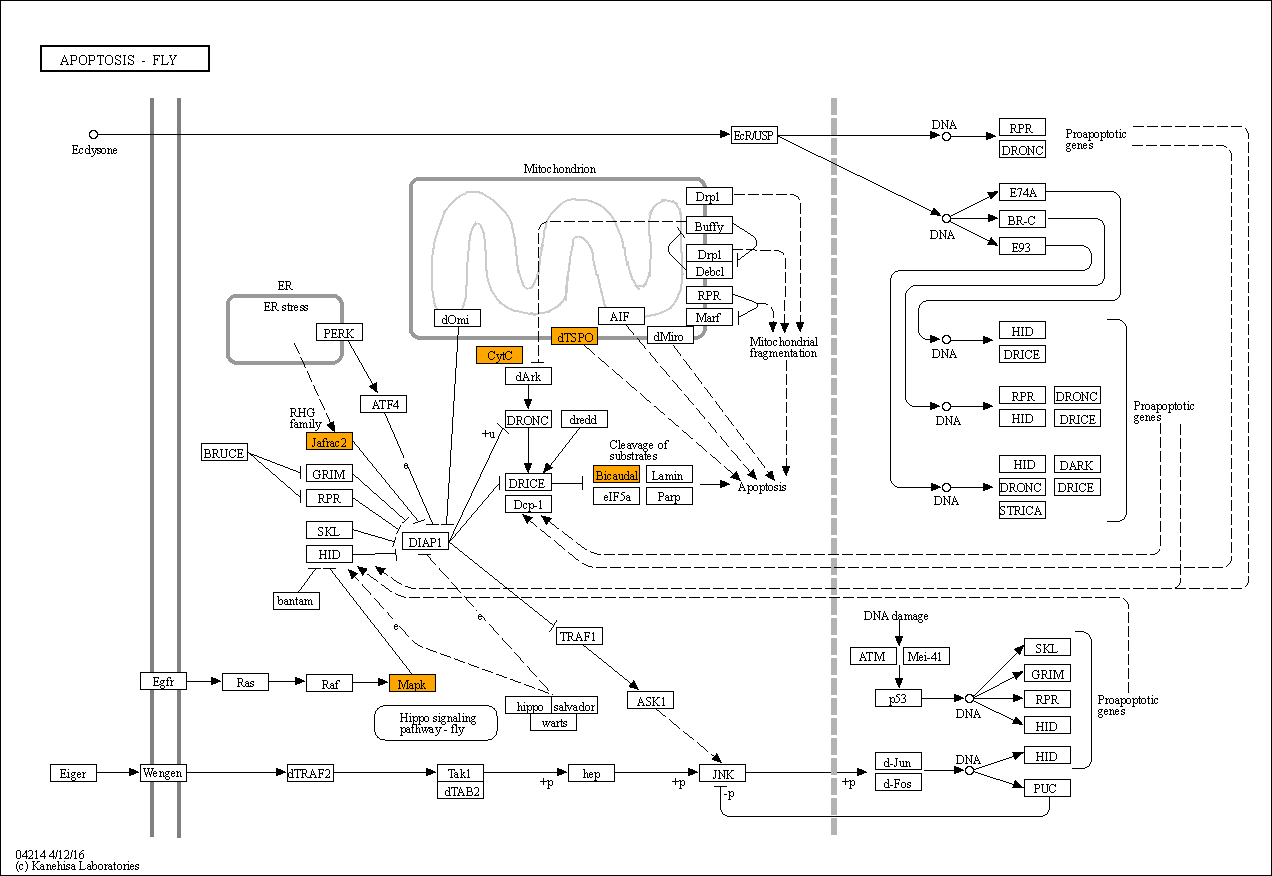 APOPTOSIS - FLY
Ecdysone
EcR/USP
DNA
RPR
DRONC
Proapoptotic
genes
Mitochondrion
Drp1
Buffy
Drp1
Debcl
RPR
Marf
E74A
BR-C
E93
DNA
ER
ER stress
PERK
dOmi
AIF
dTSPO
dMiro
CytC
dArk
Mitochondrial
fragmentation
DNA
HID
DRICE
ATF4
RHG
family
Jafrac2
BRUCE
GRIM
RPR
SKL
HID
bantam
e
+u
DRONC
dredd
DRICE
Dcp-1
Cleavage of
substrates
Bicaudal
Lamin
eIF5a
Parp
Apoptosis
DIAP1
DNA
RPR
DRONC
HID
DRICE
Proapoptotic
genes
DNA
HID
DARK
DRONC
DRICE
STRICA
e
e
TRAF1
ASK1
Egfr
Ras
Raf
Mapk
hippo
salvador
warts
Hippo signaling
pathway - fly
DNA damage
ATM
Mei-41
p53
DNA
SKL
GRIM
RPR
HID
Proapoptotic
genes
Eiger
Wengen
dTRAF2
Tak1
dTAB2
+p
hep
+p
JNK
-p
+p
d-Jun
d-Fos
DNA
HID
PUC
04214 4/12/16
(c) Kanehisa Laboratories